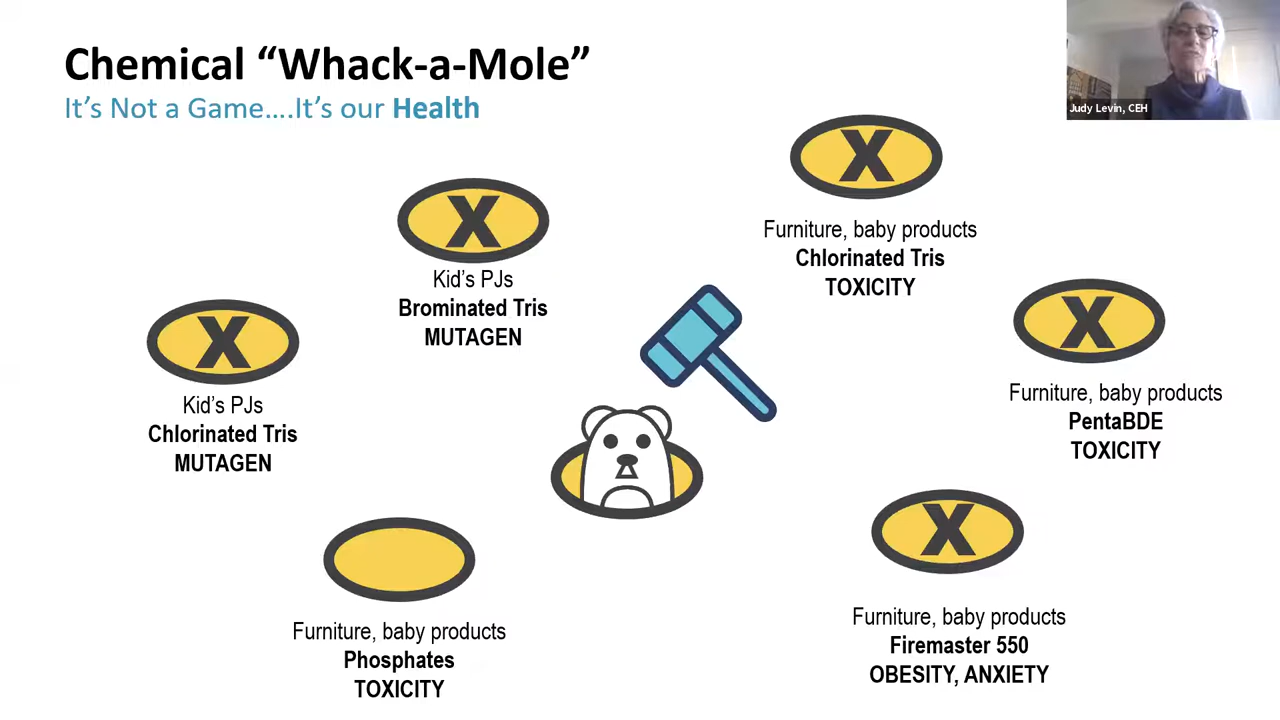 Chemical “Whack-a-Mole”
It’s Not a Game....It’s our Health
Judy Levin, CEH
X
Kid’s PJs
Brominated Tris
MUTAGEN
X
Furniture, baby products
Chlorinated Tris
TOXICITY
X
Kid’s PJs
Chlorinated Tris
MUTAGEN
X
Furniture, baby products
PentaBDE
TOXICITY
Furniture, baby products
Phosphates
TOXICITY
X
Furniture, baby products
Firemaster 550
OBESITY, ANXIETY